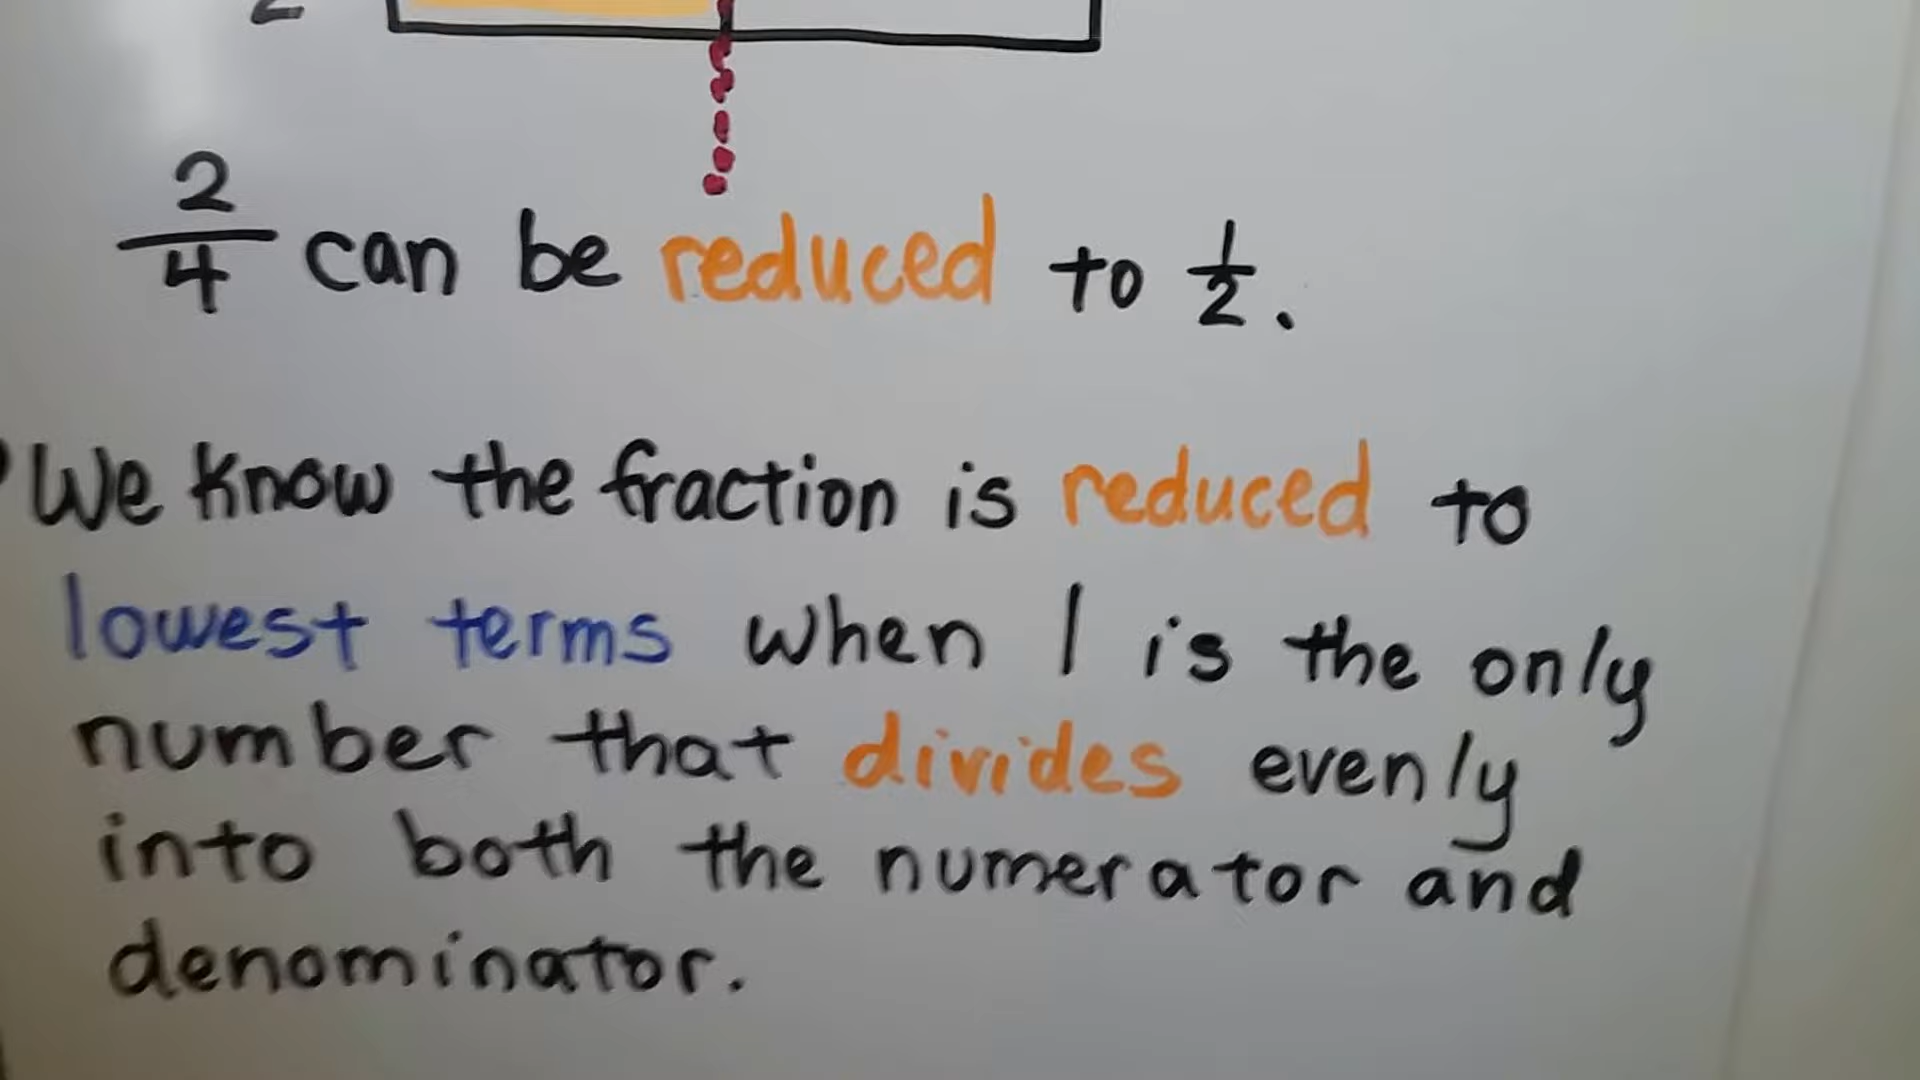 2
2/4 can be reduced to 1/2.
We know the fraction is reduced to
lowest terms when 1 is the only
number that divides evenly
into both the numerator and
denominator.